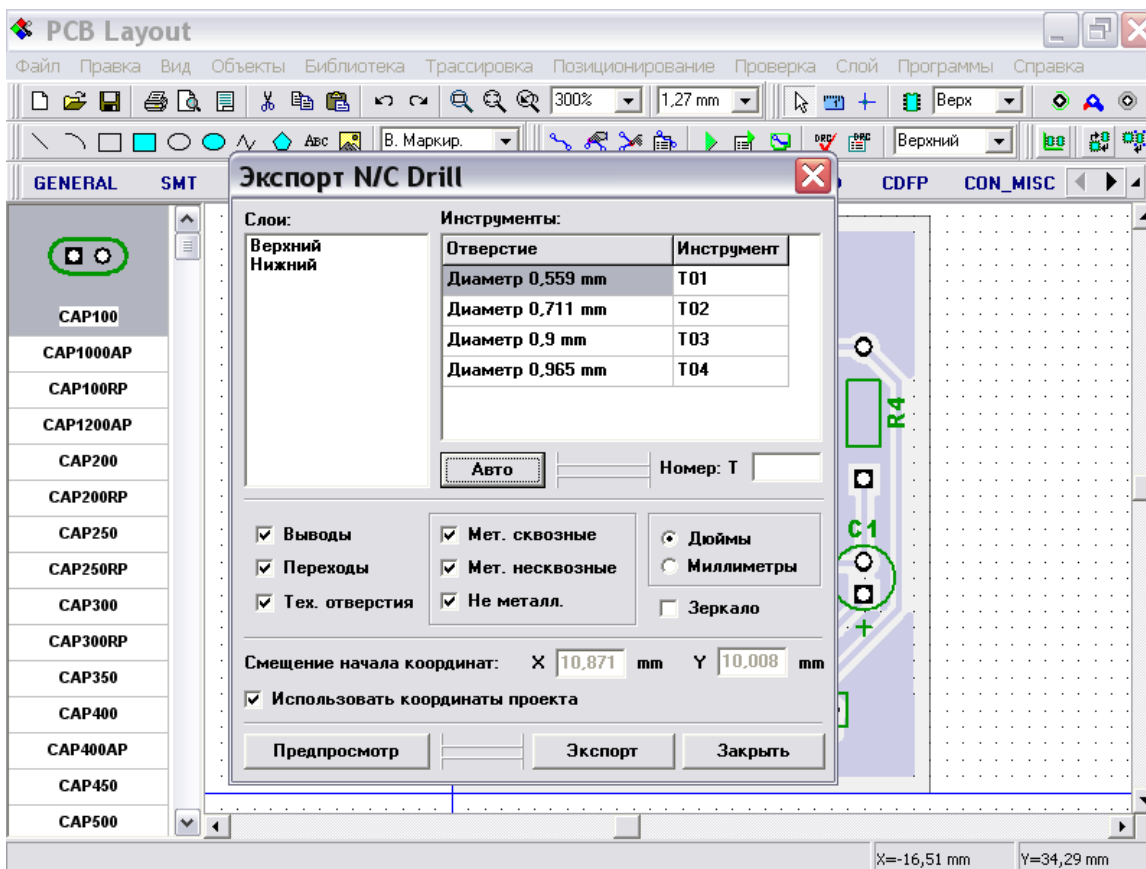 PCB Layout
Файл Правка Вид Объекты Библиотека Трассировка Позиционирование Проверка Слой Программы Справка
300% 1,27 mm Верх
Abc В. Маркир. DRC DRC Верхний
GENERAL SMT CDFP CON_MISC
Экспорт N/C Drill
Слои:
Верхний
Нижний
Инструменты:
Отверстие Инструмент
Диаметр 0,559 mm T01
Диаметр 0,711 mm T02
Диаметр 0,9 mm T03
Диаметр 0,965 mm T04
Авто Номер: T
Выводы Мет. сквозные Дюймы
Переходы Мет. несквозные Миллиметры
Тех. отверстия Не металл. Зеркало
Смещение начала координат: X 10,871 mm Y 10,008 mm
Использовать координаты проекта
Предпросмотр Экспорт Закрыть
CAP100
CAP1000AP
CAP100RP
CAP1200AP
CAP200
CAP200RP
CAP250
CAP250RP
CAP300
CAP300RP
CAP350
CAP400
CAP400AP
CAP450
CAP500
R4
C1
+
X=-16,51 mm Y=34,29 mm